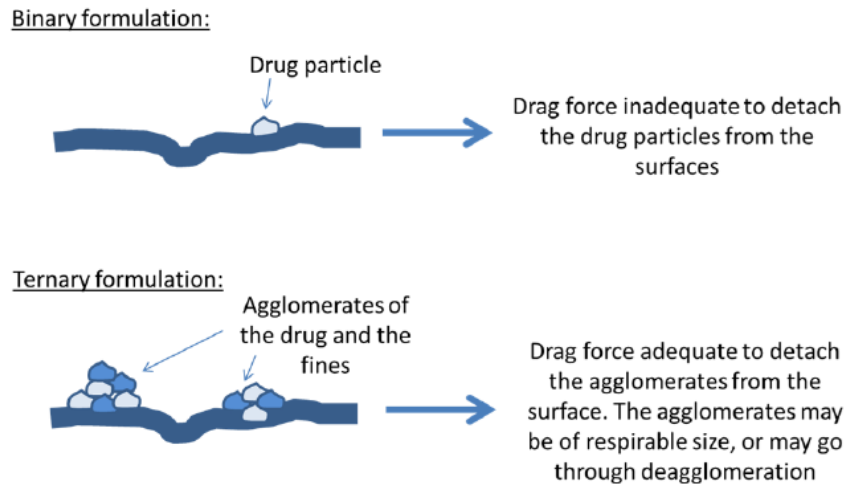 Binary formulation:
Drug particle
Drag force inadequate to detach
the drug particles from the
surfaces
Ternary formulation:
Agglomerates of
the drug and the
fines
Drag force adequate to detach
the agglomerates from the
surface. The agglomerates may
be of respirable size, or may go
through deagglomeration